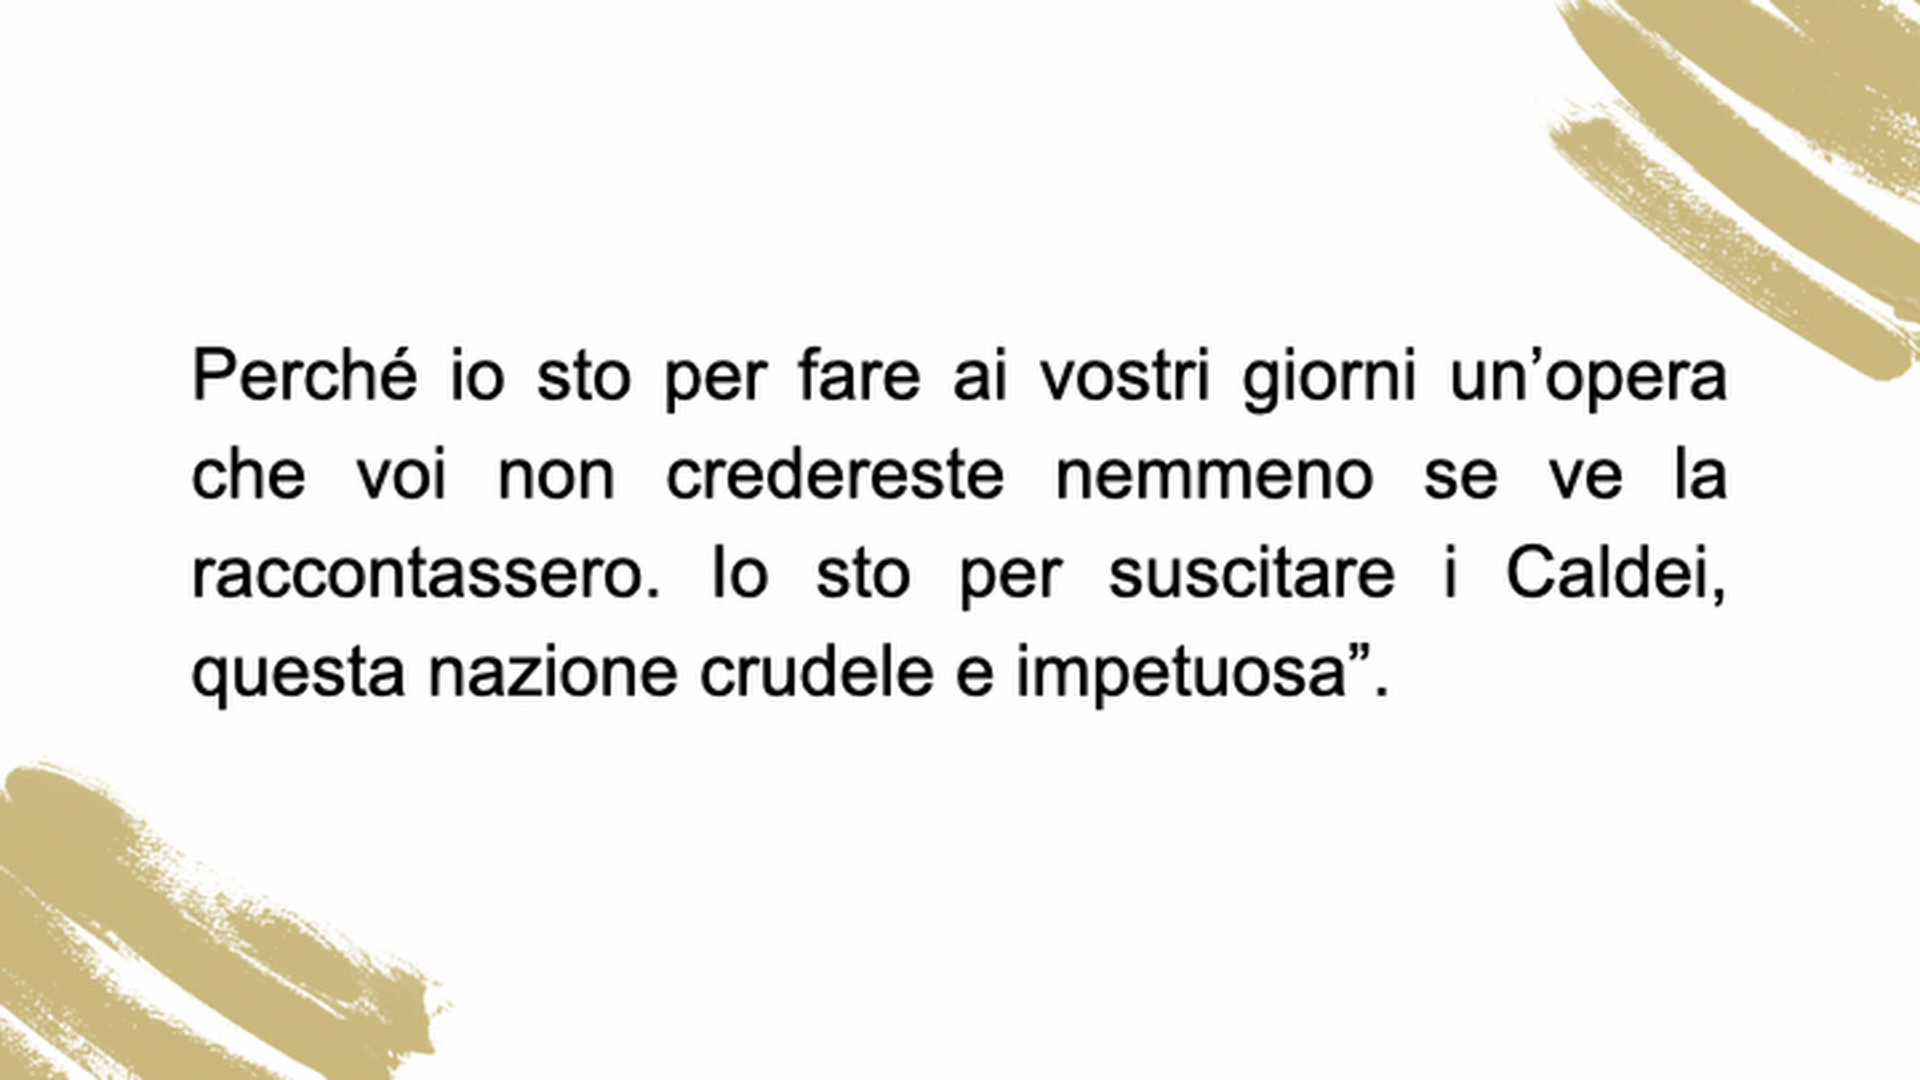 Perché io sto per fare ai vostri giorni un’opera
che voi non credereste nemmeno se ve la
raccontassero. Io sto per suscitare i Caldei,
questa nazione crudele e impetuosa”.